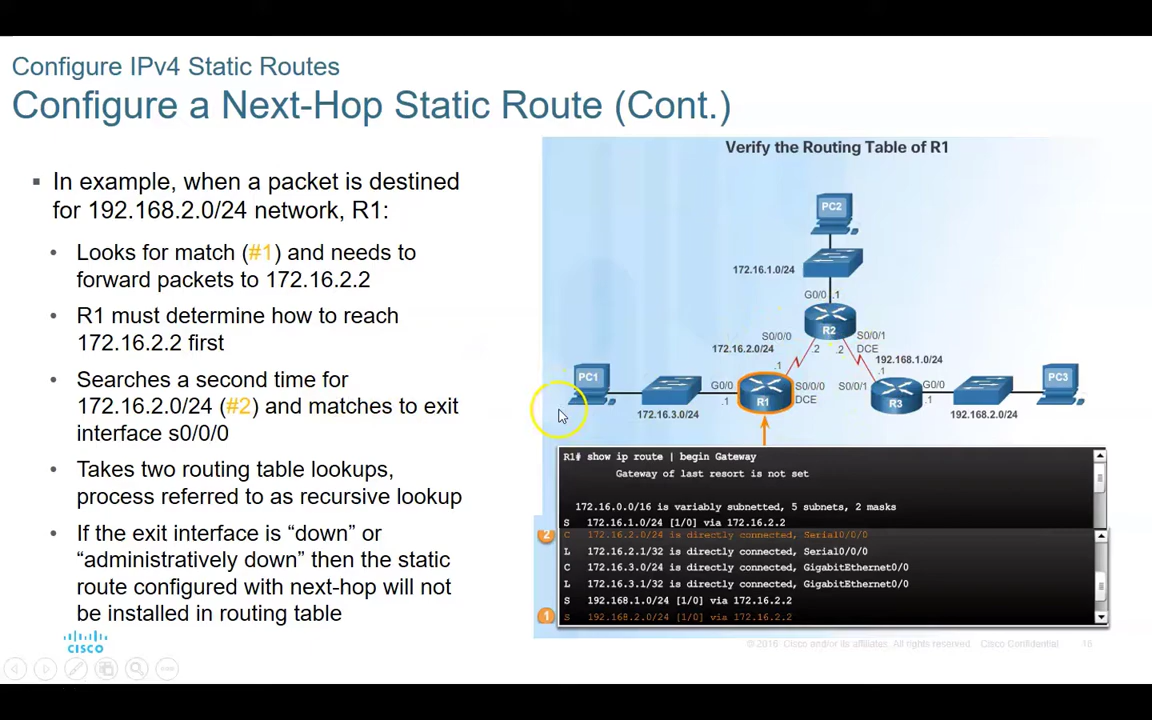 Configure IPv4 Static Routes
Configure a Next-Hop Static Route (Cont.)
▪ In example, when a packet is destined
for 192.168.2.0/24 network, R1:
• Looks for match (#1) and needs to
forward packets to 172.16.2.2
• R1 must determine how to reach
172.16.2.2 first
• Searches a second time for
172.16.2.0/24 (#2) and matches to exit
interface s0/0/0
• Takes two routing table lookups,
process referred to as recursive lookup
• If the exit interface is “down” or
“administratively down” then the static
route configured with next-hop will not
be installed in routing table
Verify the Routing Table of R1
PC2
172.16.1.0/24
G0/0 .1
R2
S0/0/0
S0/0/1
DCE
172.16.2.0/24
.2
.2
192.168.1.0/24
.1
.1
PC1
G0/0
.1
R1
S0/0/0
DCE
S0/0/1
R3
G0/0
.1
PC3
172.16.3.0/24
192.168.2.0/24
R1# show ip route | begin Gateway
Gateway of last resort is not set
172.16.0.0/16 is variably subnetted, 5 subnets, 2 masks
S 172.16.1.0/24 [1/0] via 172.16.2.2
2 C 172.16.2.0/24 is directly connected, Serial0/0/0
L 172.16.2.1/32 is directly connected, Serial0/0/0
C 172.16.3.0/24 is directly connected, GigabitEthernet0/0
L 172.16.3.1/32 is directly connected, GigabitEthernet0/0
S 192.168.1.0/24 [1/0] via 172.16.2.2
1 S 192.168.2.0/24 [1/0] via 172.16.2.2
CISCO
© 2016 Cisco and/or its affiliates. All rights reserved. Cisco Confidential 16